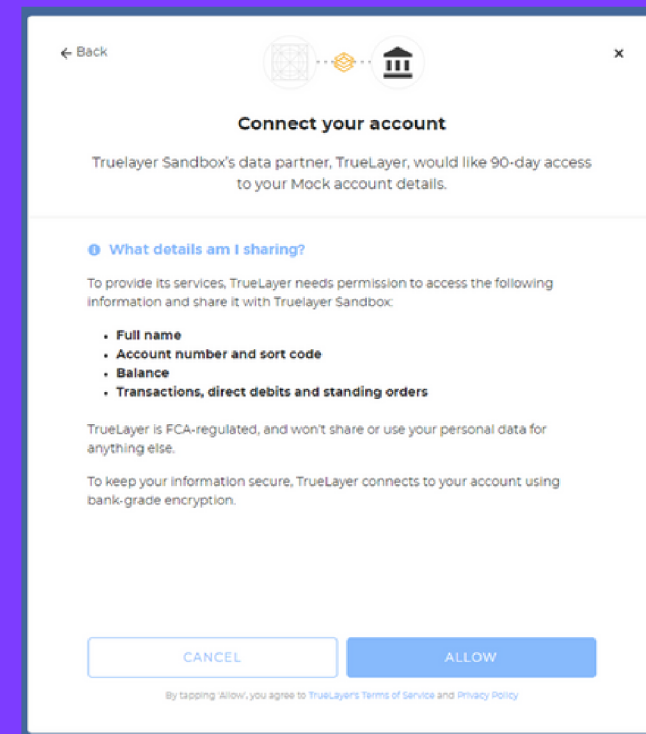 ← Back
×
Connect your account
Truelayer Sandbox's data partner, TrueLayer, would like 90-day access
to your Mock account details.
What details am I sharing?
To provide its services, TrueLayer needs permission to access the following
information and share it with Truelayer Sandbox:
• Full name
• Account number and sort code
• Balance
• Transactions, direct debits and standing orders
TrueLayer is FCA-regulated, and won't share or use your personal data for
anything else.
To keep your information secure, TrueLayer connects to your account using
bank-grade encryption.
CANCEL
ALLOW
By tapping 'Allow', you agree to TrueLayer's Terms of Service and Privacy Policy